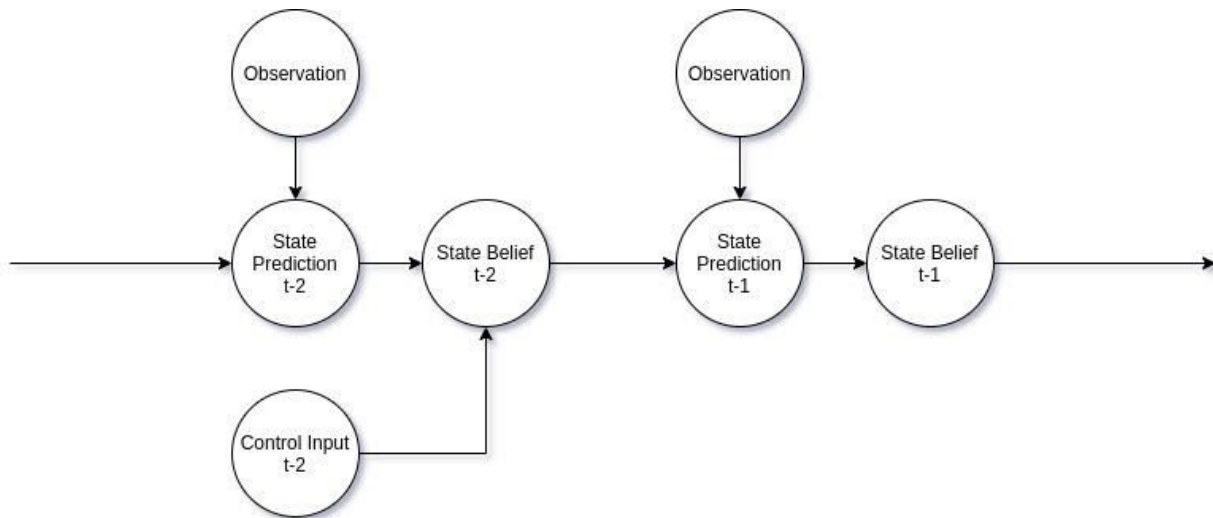 Observation
Observation
State
Prediction
t-2
State Belief
t-2
State
Prediction
t-1
State Belief
t-1
Control Input
t-2